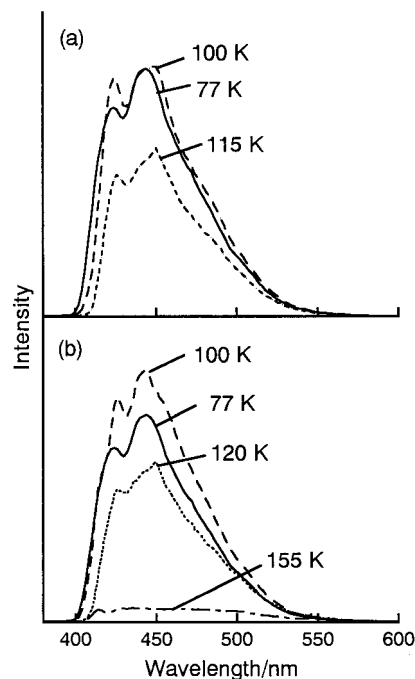 (a)
100 K
77 K
115 K
Intensity
(b)
100 K
77 K
120 K
155 K
400 450 500 550 600
Wavelength/nm